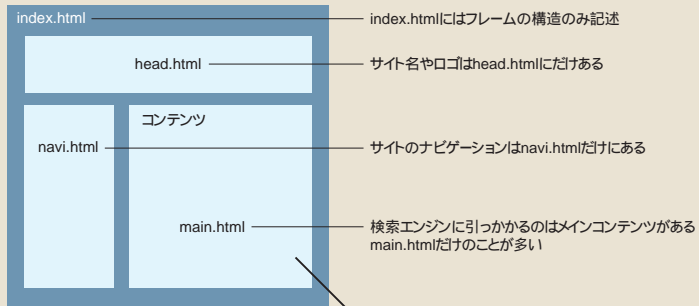 index.html
index.htmlにはフレームの構造のみ記述
head.html
サイト名やロゴはhead.htmlにだけある
コンテンツ
navi.html
サイトのナビゲーションはnavi.htmlだけにある
main.html
検索エンジンに引っかかるのはメインコンテンツがある
main.htmlだけのことが多い